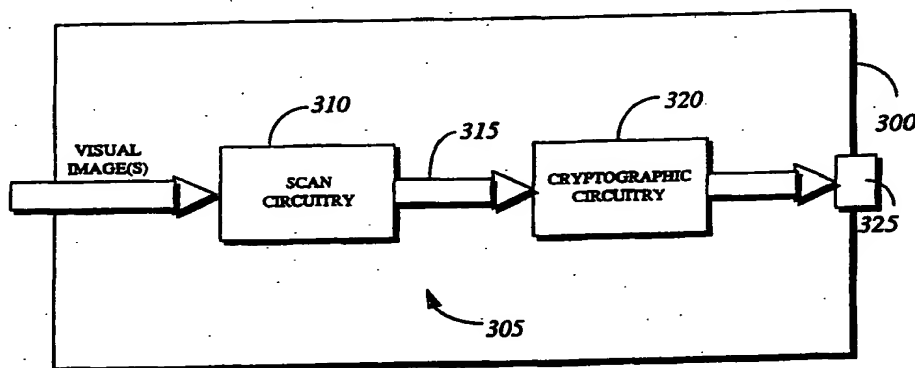 310
320
300
VISUAL
IMAGE(S)
315
SCAN
CIRCUITRY
CRYPTOGRAPHIC
CIRCUITRY
325
305